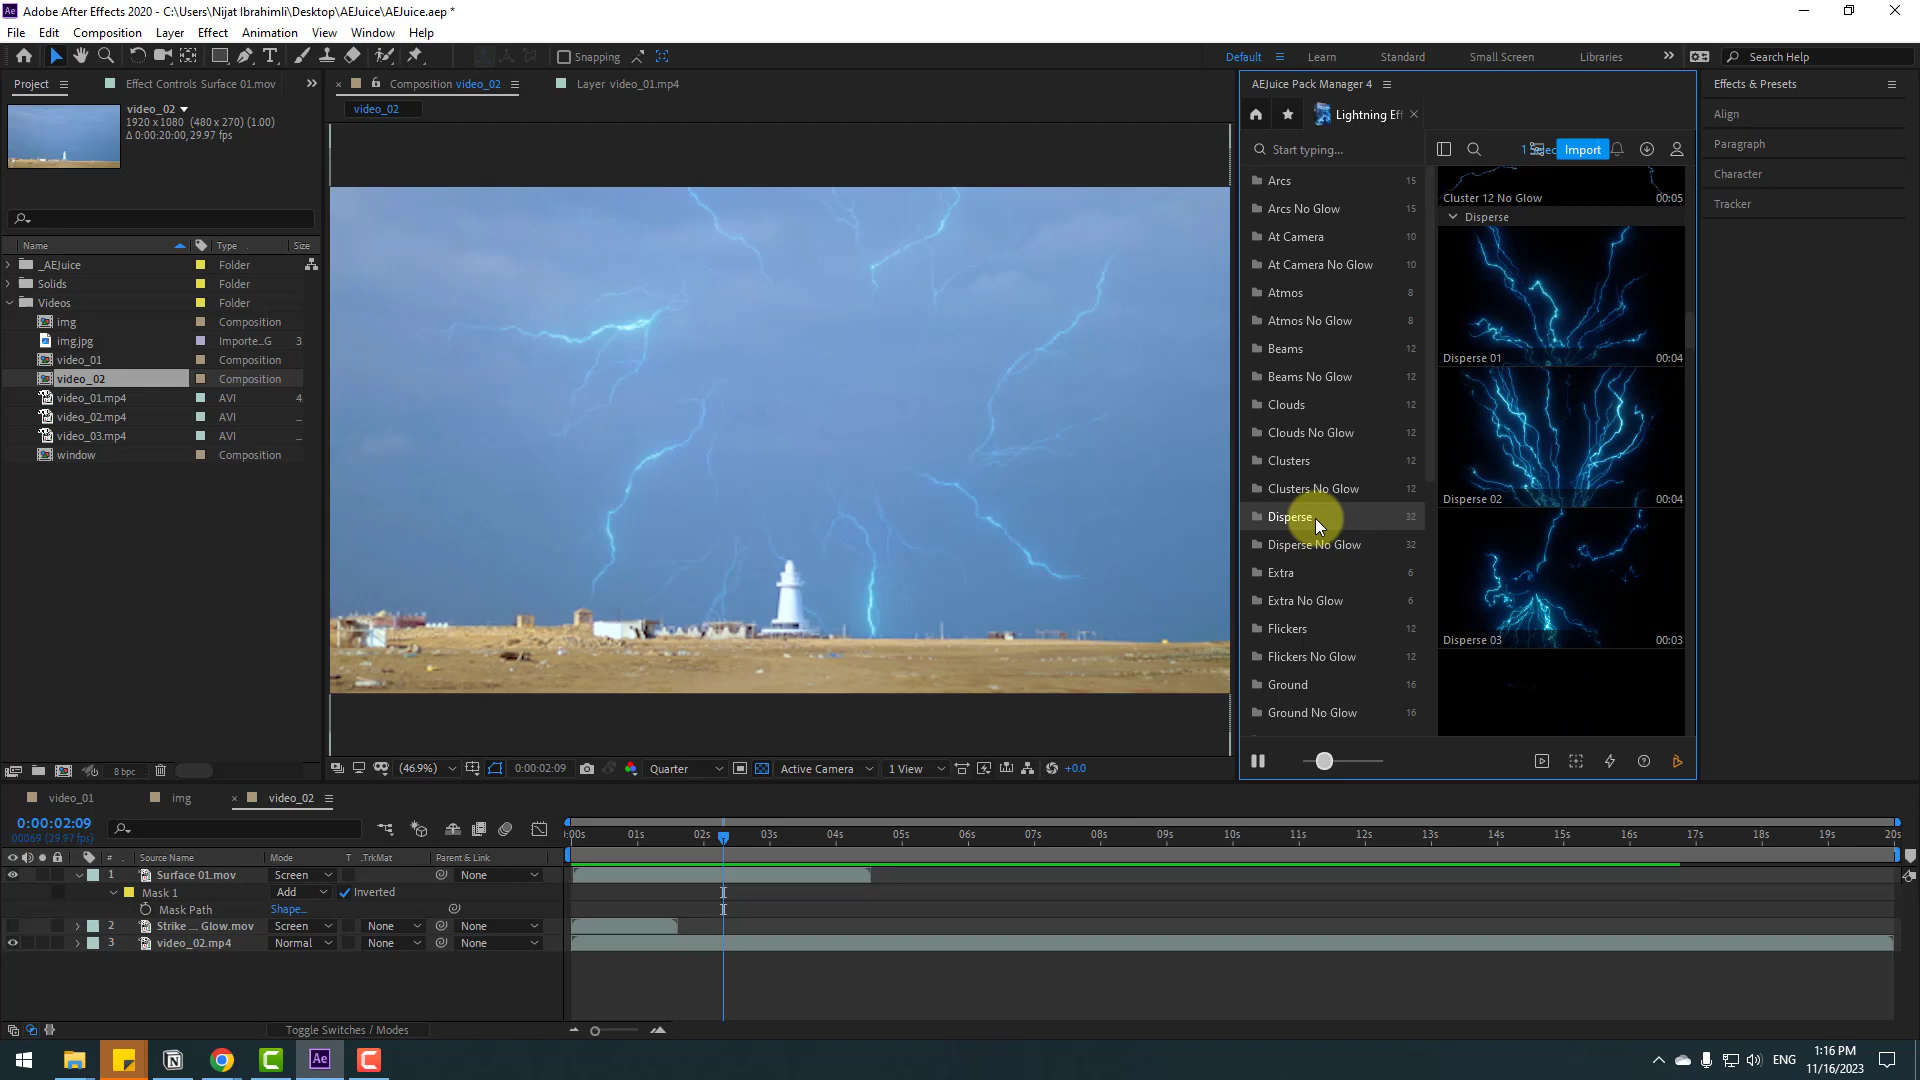 Adobe After Effects 2020 - C:\Users\Nijat Ibrahimli\Desktop\AEJuice\AEJuice.aep *
File Edit Composition Layer Effect Animation View Window Help
Snapping
Default Learn Standard Small Screen Libraries Search Help
Project Effect Controls Surface 01.mov
Composition video_02 Layer video_01.mp4
AEJuice Pack Manager 4
Effects & Presets
video_02
1920 x 1080 (480 x 270) (1.00)
Δ 0:00:20:00, 29.97 fps
video_02
Lightning Eff
Align
Paragraph
Character
Tracker
Start typing...
Import
Name Type Size
_AEJuice Folder
Solids Folder
Videos Folder
img Composition
img.jpg Importe...G 3
video_01 Composition
video_02 Composition
video_01.mp4 AVI 4
video_02.mp4 AVI ...
video_03.mp4 AVI ...
window Composition
Arcs 15
Arcs No Glow 15
At Camera 10
At Camera No Glow 10
Atmos 8
Atmos No Glow 8
Beams 12
Beams No Glow 12
Clouds 12
Clouds No Glow 12
Clusters 12
Clusters No Glow 12
Disperse 32
Disperse No Glow 32
Extra 6
Extra No Glow 6
Flickers 12
Flickers No Glow 12
Ground 16
Ground No Glow 16
Cluster 12 No Glow 00:05
Disperse
Disperse 01 00:04
Disperse 02 00:04
Disperse 03 00:03
8 bpc
(46.9%) 0:00:02:09 Quarter Active Camera 1 View +0.0
video_01 img video_02
0:00:02:09
00069 (29.97 fps)
:00s 01s 02s 03s 04s 05s 06s 07s 08s 09s 10s 11s 12s 13s 14s 15s 16s 17s 18s 19s 20s
# Source Name Mode T .TrkMat Parent & Link
1 Surface 01.mov Screen None
Mask 1 Add Inverted
Mask Path Shape...
2 Strike ... Glow.mov Screen None None
3 video_02.mp4 Normal None None
Toggle Switches / Modes
ENG
1:16 PM
11/16/2023